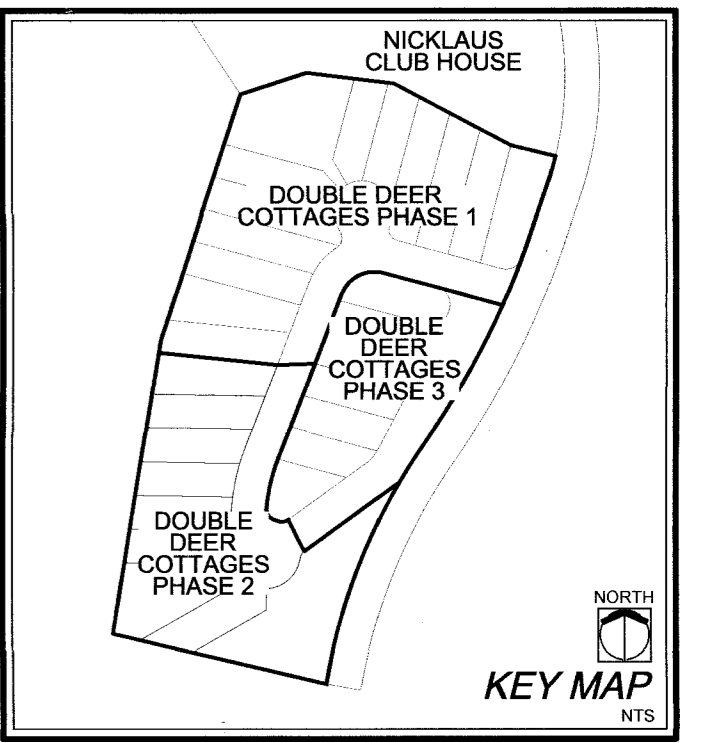 NICKLAUS
CLUB HOUSE
DOUBLE DEER
COTTAGES PHASE 1
DOUBLE
DEER
COTTAGES
PHASE 3
DOUBLE
DEER
COTTAGES
PHASE 2
NORTH
KEY MAP
NTS